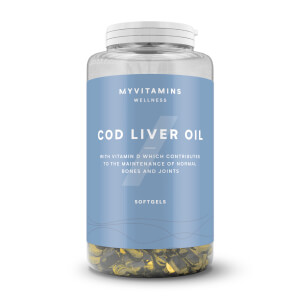 MYVITAMINS
WELLNESS
COD LIVER OIL
WITH VITAMIN D WHICH CONTRIBUTES
TO THE MAINTENANCE OF NORMAL
BONES AND JOINTS
SOFTGELS